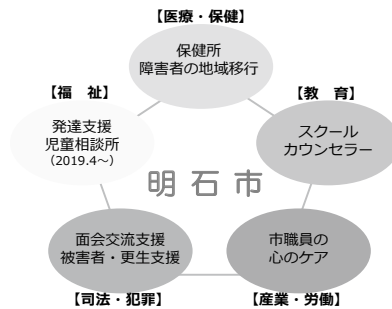 【医療・保健】
保健所
障害者の地域移行
【福　祉】
発達支援
児童相談所
(2019.4～)
【教　育】
スクール
カウンセラー
明石市
面会交流支援
被害者・更生支援
【司法・犯罪】
市職員の
心のケア
【産業・労働】